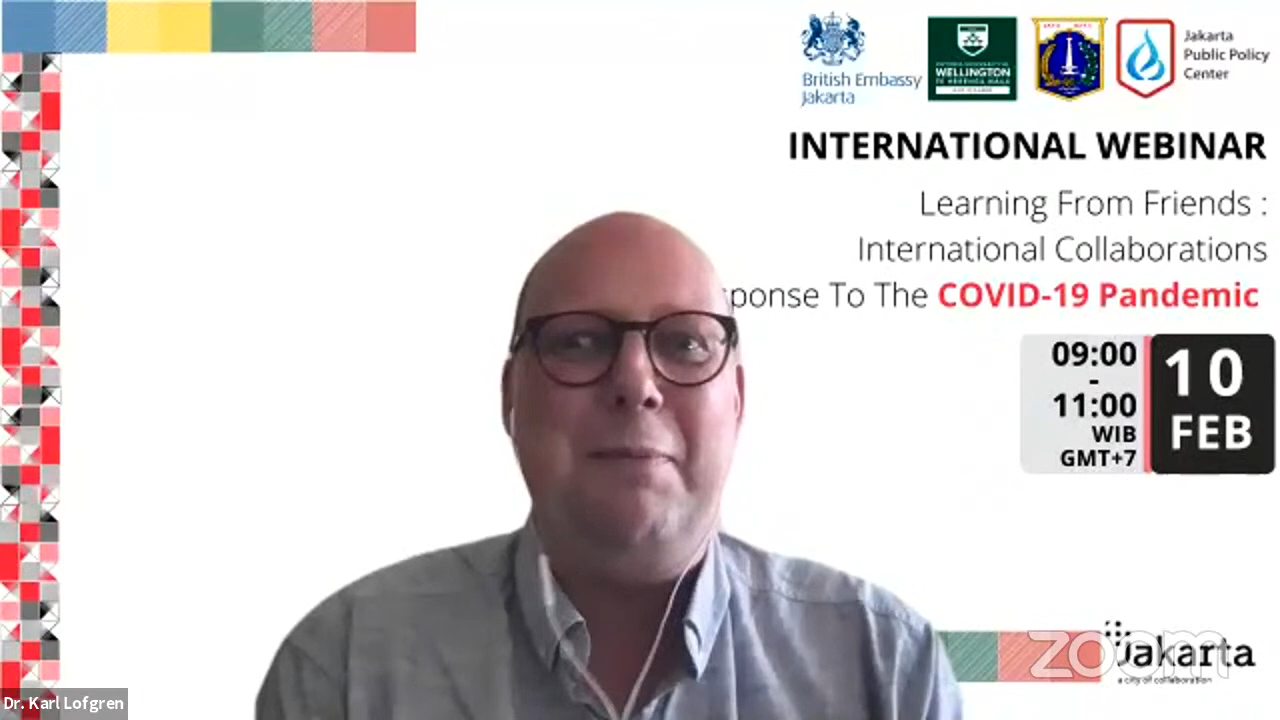 British Embassy
Jakarta
WELLINGTON
Jakarta
Public Policy
Center
INTERNATIONAL WEBINAR
Learning From Friends :
International Collaborations
sponse To The COVID-19 Pandemic
09:00
-
11:00
WIB
GMT+7
10
FEB
zoom
Jakarta
a city of collaboration
Dr. Karl Lofgren